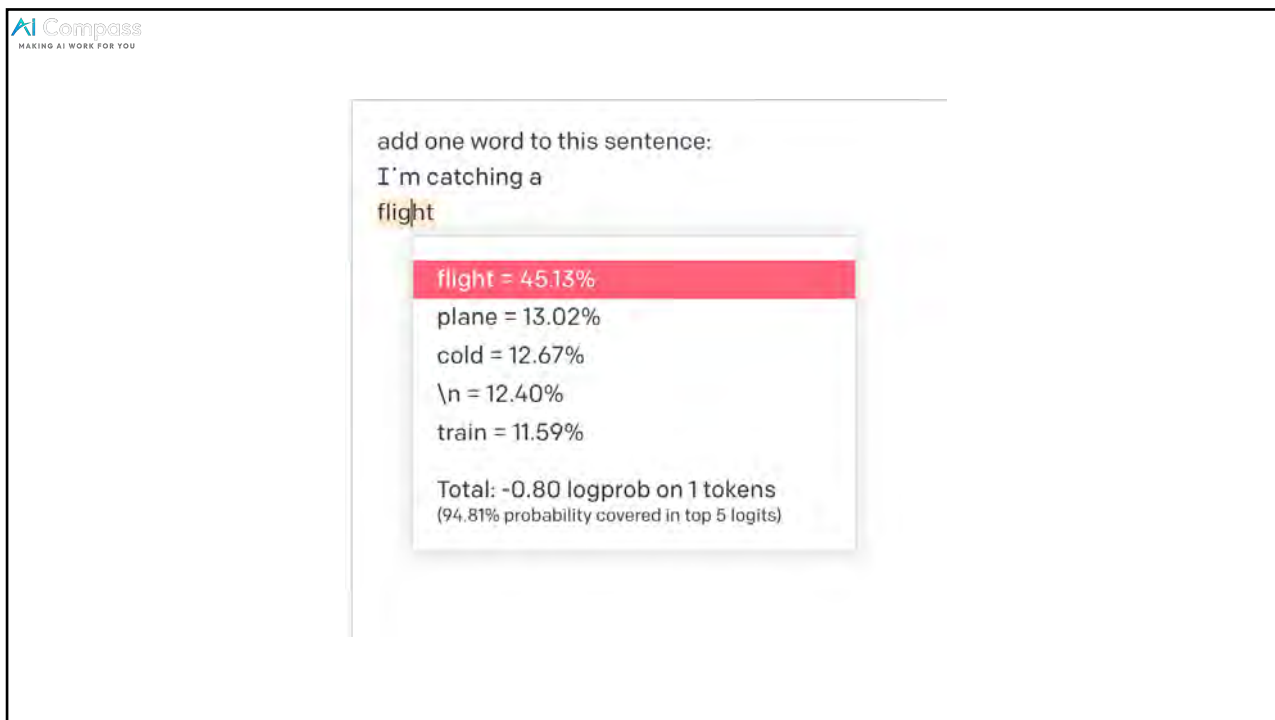 AI Compass
MAKING AI WORK FOR YOU
add one word to this sentence:
I'm catching a
flight
flight = 45.13%
plane = 13.02%
cold = 12.67%
\n = 12.40%
train = 11.59%
Total: -0.80 logprob on 1 tokens
(94.81% probability covered in top 5 logits)